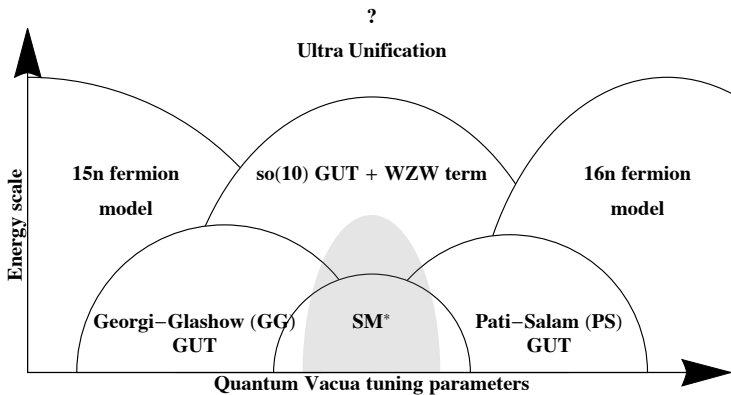 ?
Ultra Unification
15n fermion
model
so(10) GUT + WZW term
16n fermion
model
Energy scale
Georgi−Glashow (GG)
GUT
SM*
Pati−Salam (PS)
GUT
Quantum Vacua tuning parameters